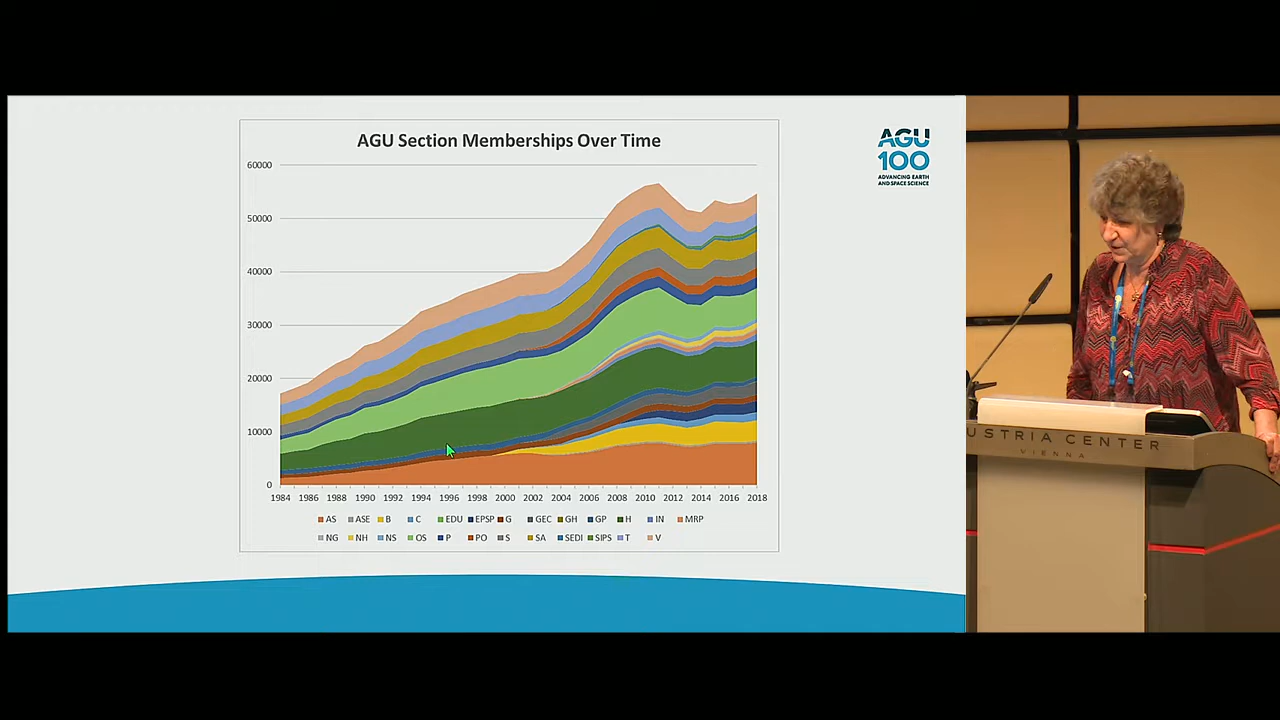 AGU Section Memberships Over Time
60000
50000
40000
30000
20000
10000
0
1984 1986 1988 1990 1992 1994 1996 1998 2000 2002 2004 2006 2008 2010 2012 2014 2016 2018
AS ASE B C EDU EPSP G GEC GH GP H IN MRP
NG NH NS OS P PO S SA SEDI SIPS T V
AGU
100
ADVANCING EARTH
AND SPACE SCIENCE
USTRIA CENTER
VIENNA